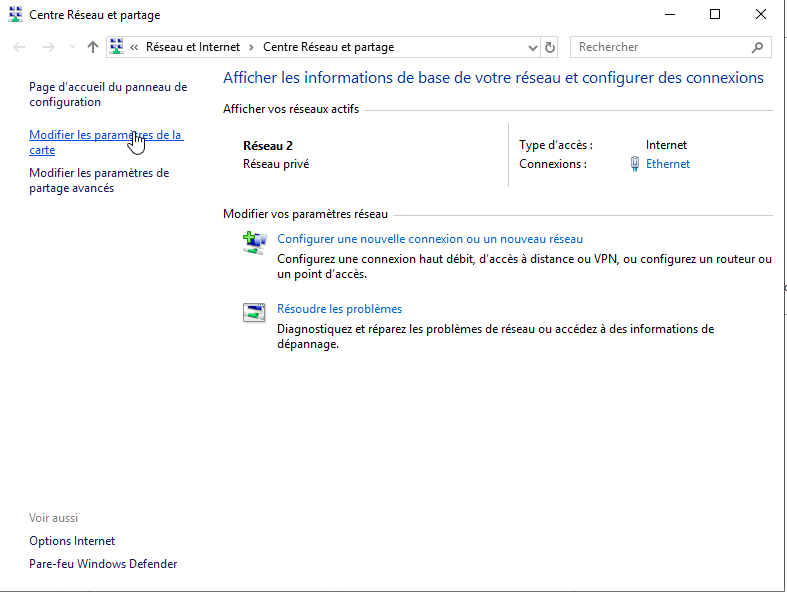 Centre Réseau et partage
« Réseau et Internet > Centre Réseau et partage
Rechercher
Page d'accueil du panneau de
configuration
Modifier les paramètres de la
carte
Modifier les paramètres de
partage avancés
Afficher les informations de base de votre réseau et configurer des connexions
Afficher vos réseaux actifs
Réseau 2
Réseau privé
Type d'accès : Internet
Connexions : Ethernet
Modifier vos paramètres réseau
Configurer une nouvelle connexion ou un nouveau réseau
Configurez une connexion haut débit, d'accès à distance ou VPN, ou configurez un routeur ou
un point d'accès.
Résoudre les problèmes
Diagnostiquez et réparez les problèmes de réseau ou accédez à des informations de
dépannage.
Voir aussi
Options Internet
Pare-feu Windows Defender